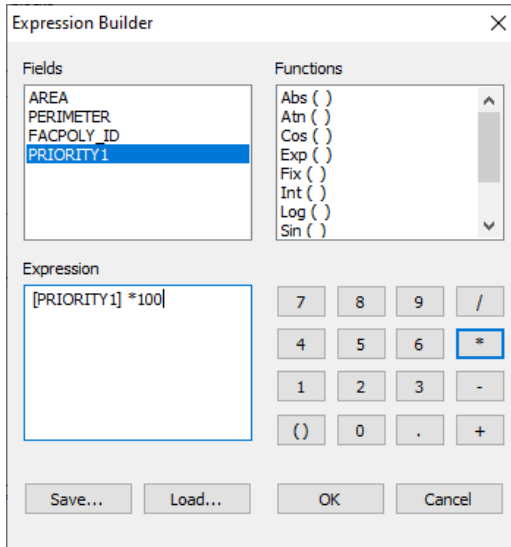 Expression Builder
Fields
AREA
PERIMETER
FACPOLY_ID
PRIORITY1
Functions
Abs ( )
Atn ( )
Cos ( )
Exp ( )
Fix ( )
Int ( )
Log ( )
Sin ( )
Expression
[PRIORITY1] *100
7 8 9 /
4 5 6 *
1 2 3 -
() 0 . +
Save... Load... OK Cancel